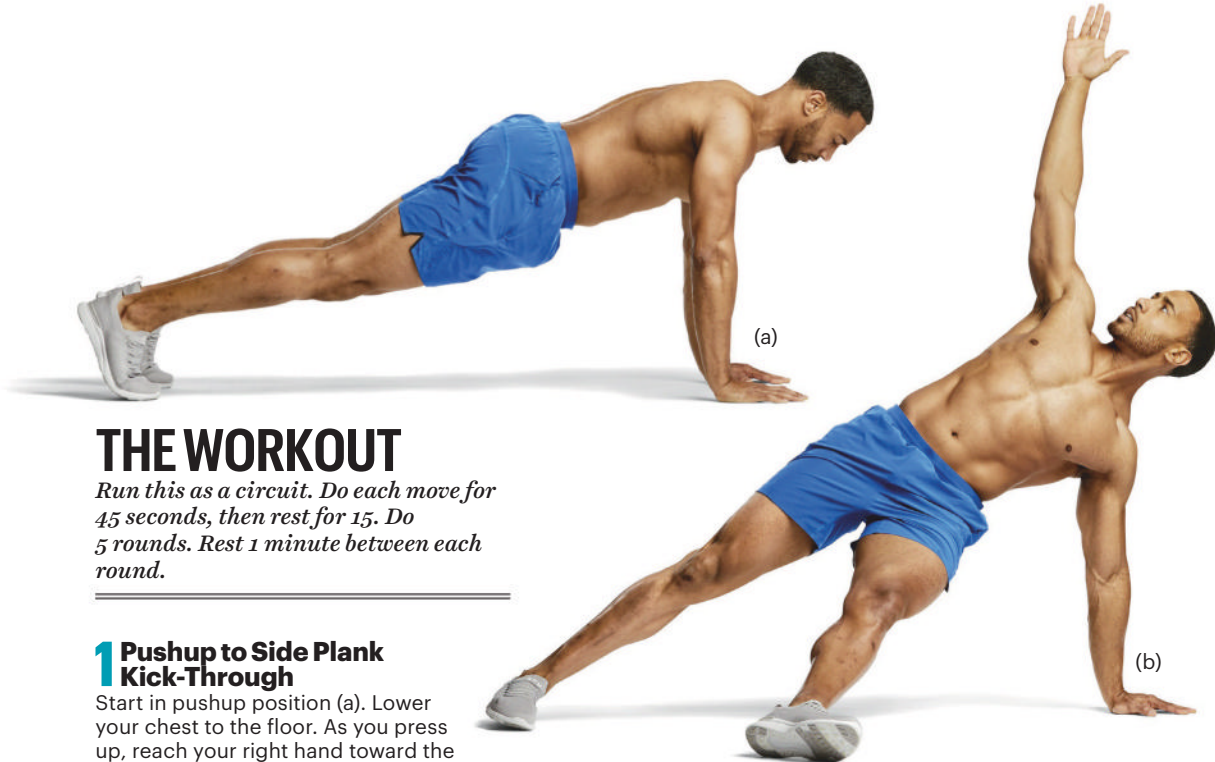 (a)
THE WORKOUT
Run this as a circuit. Do each move for
45 seconds, then rest for 15. Do
5 rounds. Rest 1 minute between each
round.
1 Pushup to Side Plank
Kick-Through
Start in pushup position (a). Lower
your chest to the floor. As you press
up, reach your right hand toward the
(b)